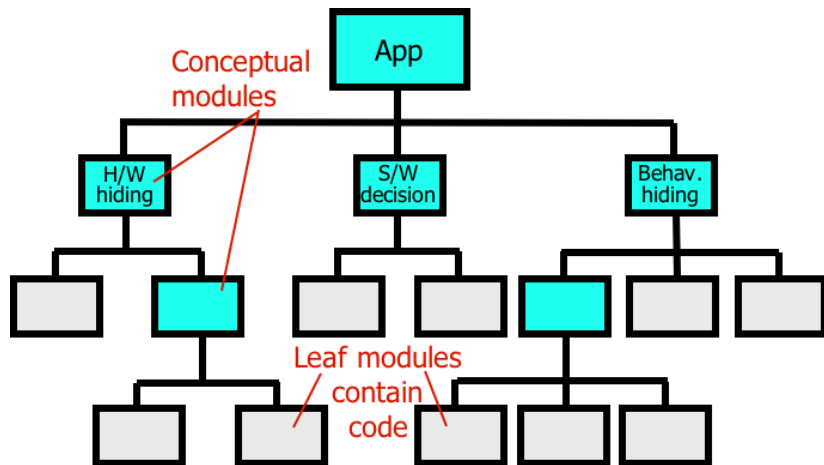 App
Conceptual
modules
H/W
hiding
S/W
decision
Behav.
hiding
Leaf modules
contain
code